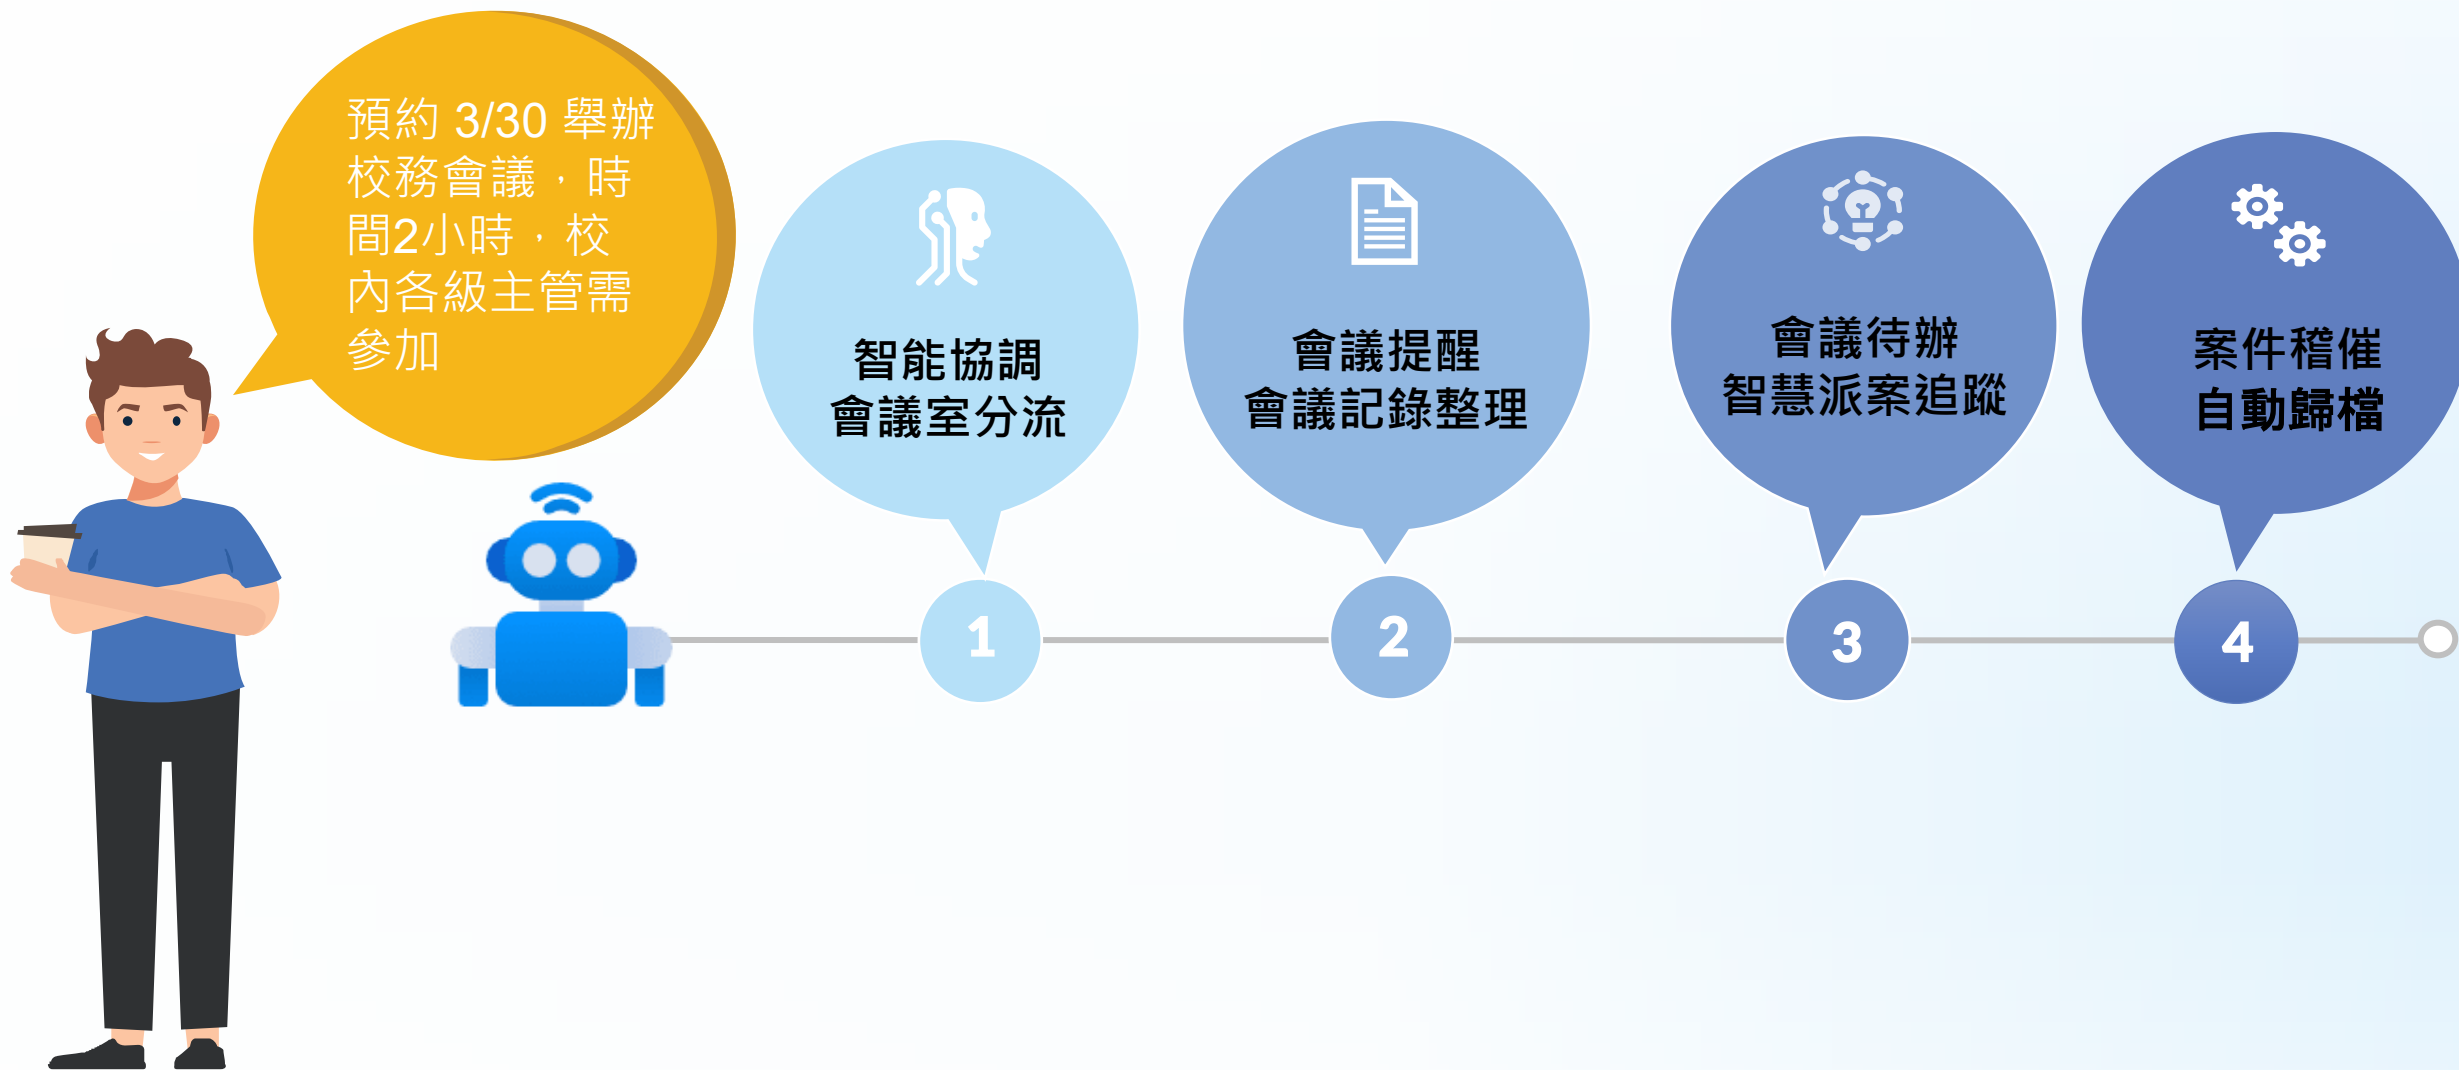 預約 3/30 舉辦
校務會議，時
間2小時，校
內各級主管需
參加
智能協調
會議室分流
會議提醒
會議記錄整理
會議待辦
智慧派案追蹤
案件稽催
自動歸檔
1
2
3
4